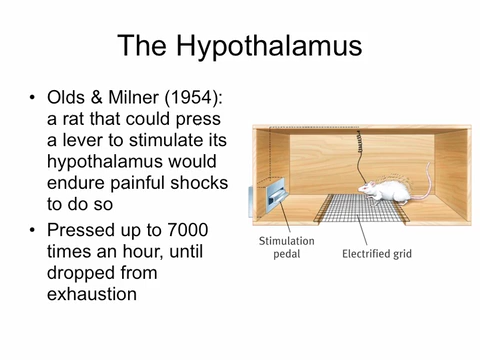 The Hypothalamus
• Olds & Milner (1954):
a rat that could press
a lever to stimulate its
hypothalamus would
endure painful shocks
to do so
• Pressed up to 7000
times an hour, until
dropped from
exhaustion
Stimulation
pedal
Electrified grid